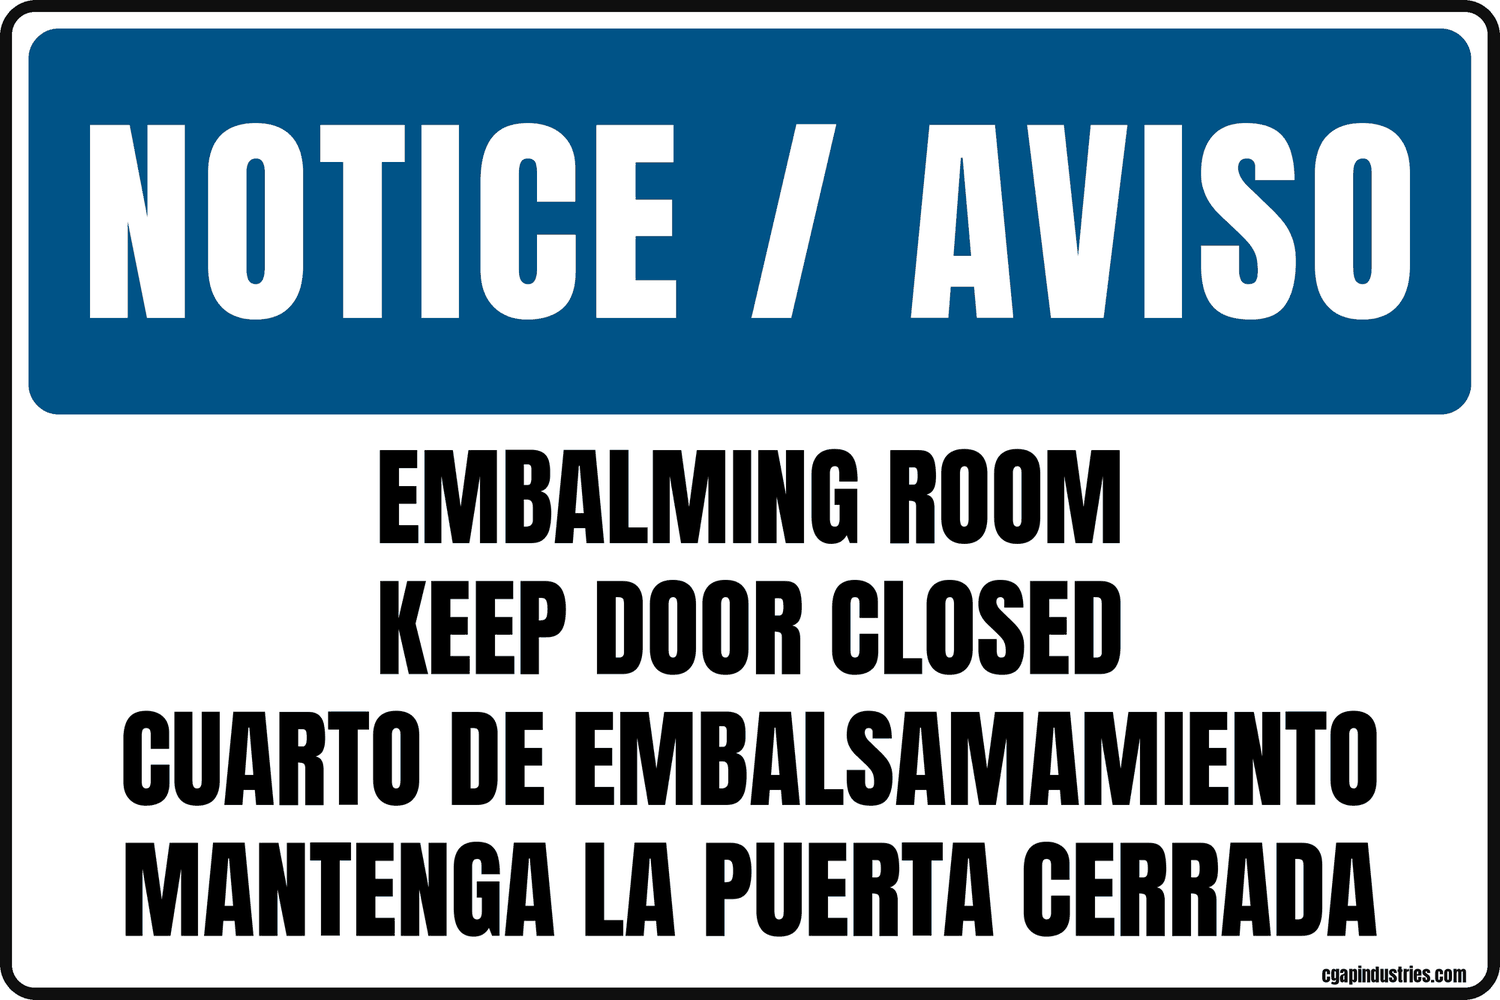 NOTICE / AVISO
EMBALMING ROOM
KEEP DOOR CLOSED
CUARTO DE EMBALSAMAMIENTO
MANTENGA LA PUERTA CERRADA
cgapindustries.com